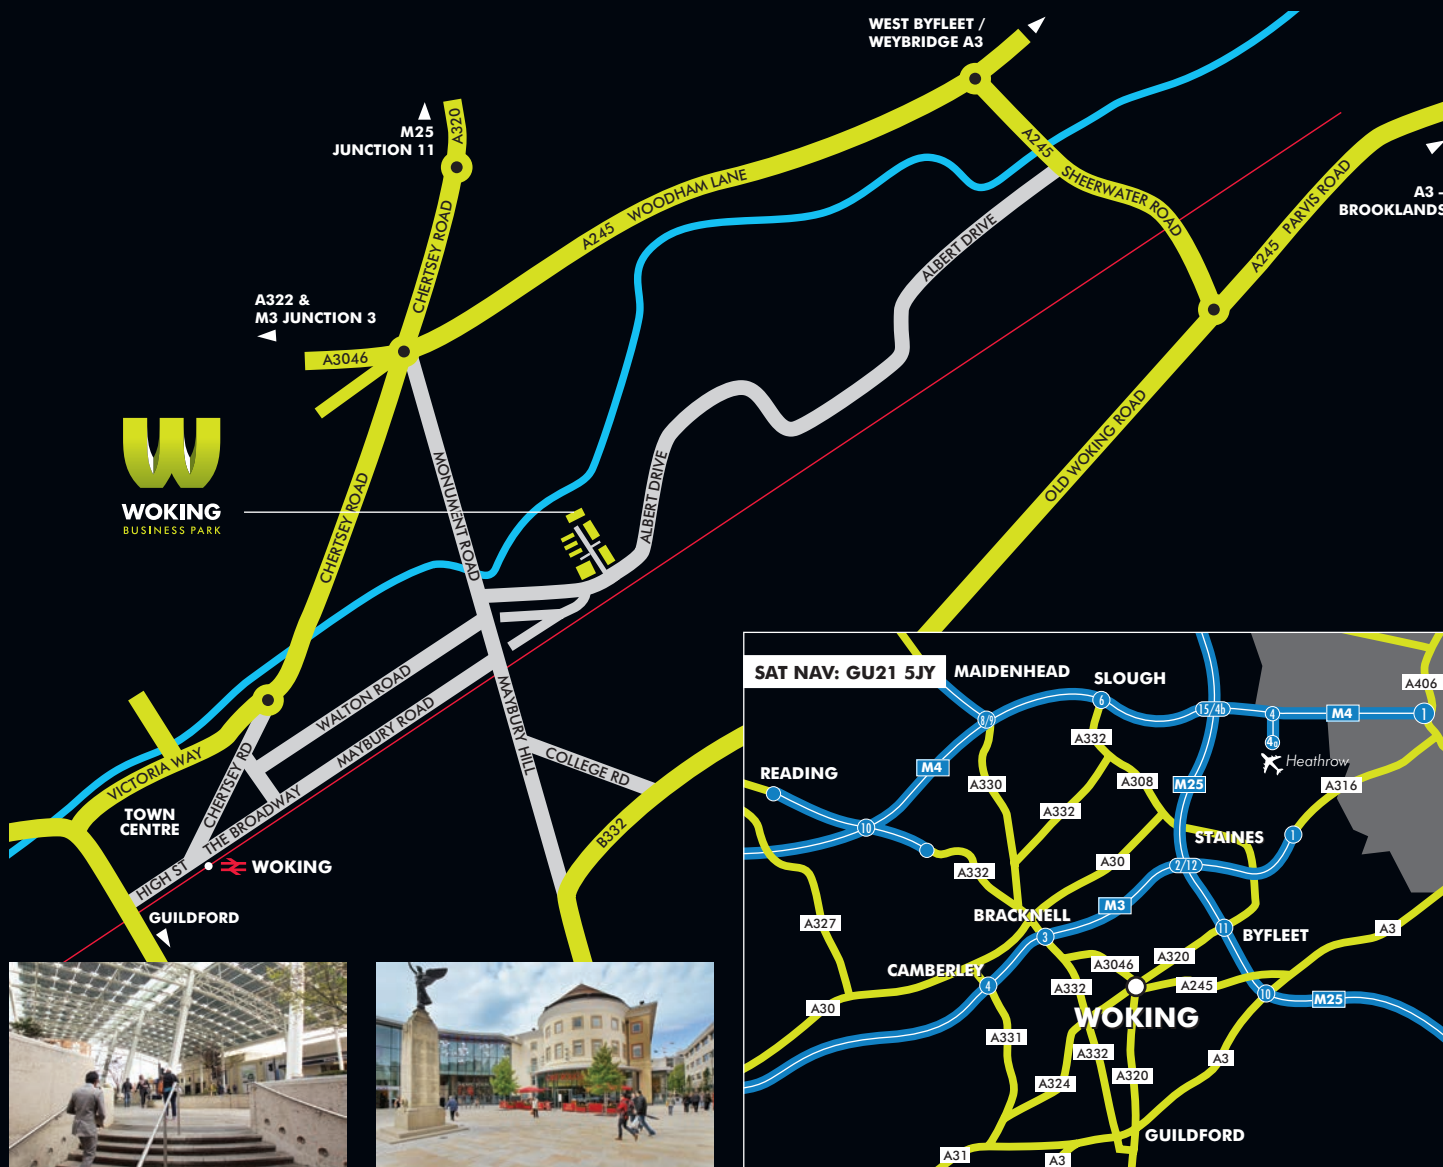 WEST BYFLEET /
WEYBRIDGE A3
M25
JUNCTION 11
A320
A245
SHEERWATER ROAD
A245 PARVIS ROAD
A3 -
BROOKLANDS
A245 WOODHAM LANE
CHERTSEY ROAD
ALBERT DRIVE
A322 &
M3 JUNCTION 3
A3046
W
WOKING
BUSINESS PARK
MONUMENT ROAD
CHERTSEY ROAD
ALBERT DRIVE
OLD WOKING ROAD
WALTON ROAD
MAYBURY ROAD
MAYBURY HILL
COLLEGE RD
VICTORIA WAY
CHERTSEY RD
TOWN
CENTRE
THE BROADWAY
HIGH ST
WOKING
B332
GUILDFORD
SAT NAV: GU21 5JY
MAIDENHEAD
SLOUGH
8/9
6
15/4b
4
M4
1
A406
4a
Heathrow
READING
M4
A332
A330
A308
M25
A316
10
A332
STAINES
1
A332
A30
2/12
M3
BRACKNELL
A327
3
11
BYFLEET
A3
CAMBERLEY
4
A3046
A320
A332
A245
10
M25
A30
WOKING
A331
A332
A3
A324
A320
GUILDFORD
A31
A3